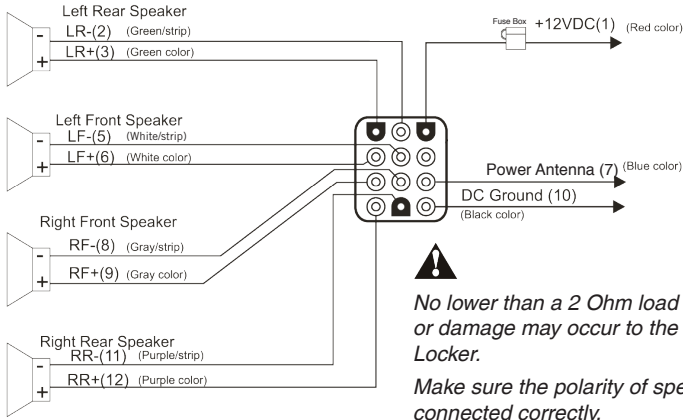 Left Rear Speaker
LR-(2) (Green/strip)
LR+(3) (Green color)
Fuse Box +12VDC(1) (Red color)
Left Front Speaker
LF-(5) (White/strip)
LF+(6) (White color)
Power Antenna (7) (Blue color)
DC Ground (10)
(Black color)
Right Front Speaker
RF-(8) (Gray/strip)
RF+(9) (Gray color)
Right Rear Speaker
RR-(11) (Purple/strip)
RR+(12) (Purple color)
- +
- +
- +
- +
!
No lower than a 2 Ohm load
or damage may occur to the
Locker.
Make sure the polarity of spe
connected correctly.